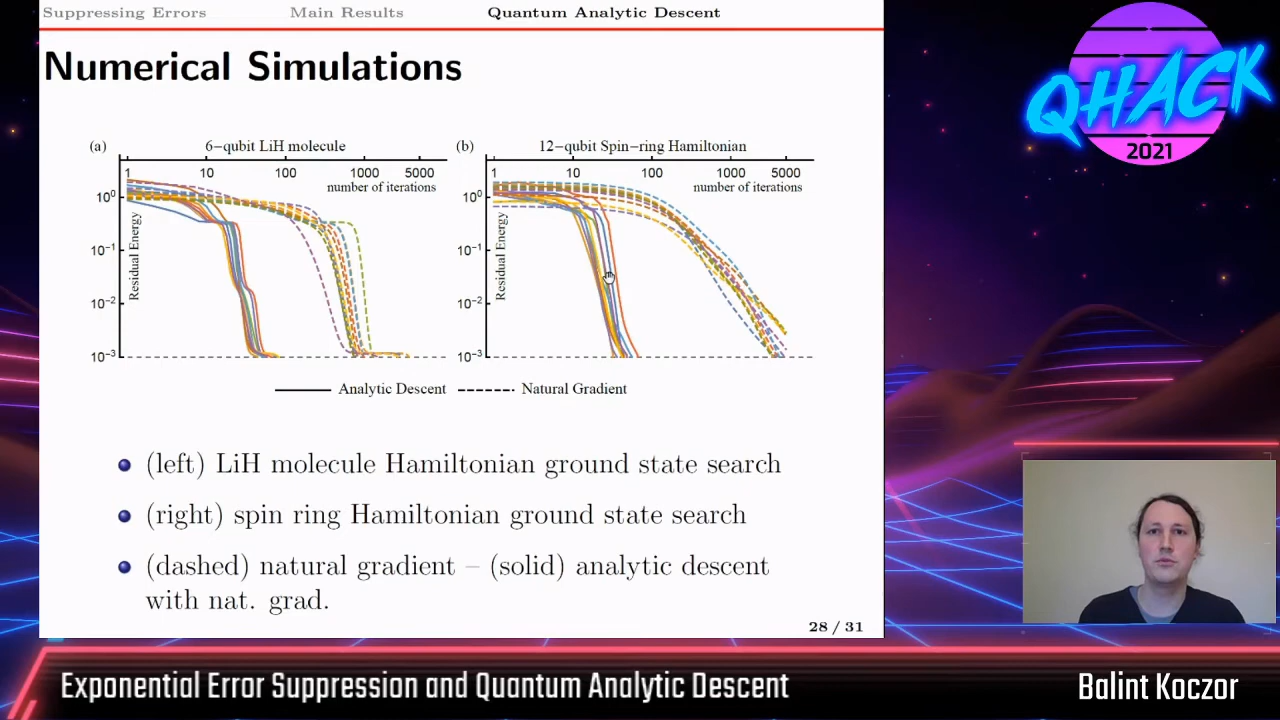 Suppressing Errors Main Results Quantum Analytic Descent
Numerical Simulations
(a) 6−qubit LiH molecule
1 10 100 1000 5000
number of iterations
10⁰
10⁻¹
10⁻²
10⁻³
Residual Energy
(b) 12−qubit Spin−ring Hamiltonian
1 10 100 1000 5000
number of iterations
10⁰
10⁻¹
10⁻²
10⁻³
Residual Energy
Analytic Descent Natural Gradient
(left) LiH molecule Hamiltonian ground state search
(right) spin ring Hamiltonian ground state search
(dashed) natural gradient – (solid) analytic descent
with nat. grad.
28 / 31
QHACK
2021
Exponential Error Suppression and Quantum Analytic Descent
Balint Koczor